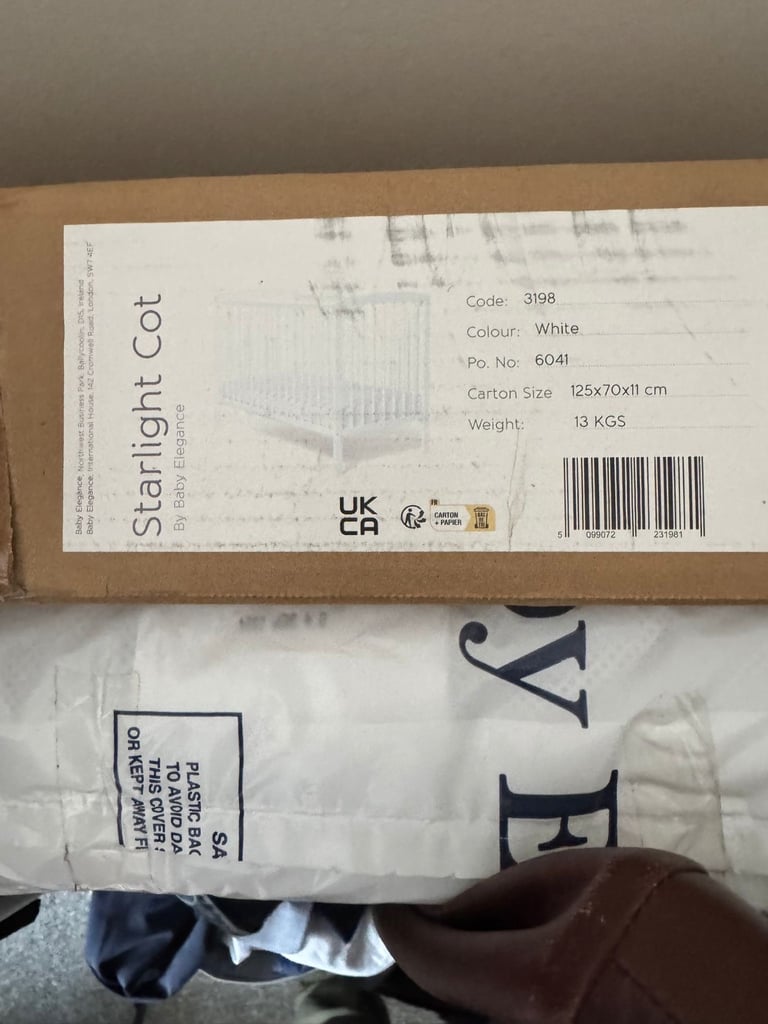 Baby Elegance, Northwest Business Park, Ballycoolin, D15, Ireland
Baby Elegance, International House, 142 Cromwell Road, London, SW7 4EF
Starlight Cot
By Baby Elegance
Code: 3198
Colour: White
Po. No: 6041
Carton Size 125x70x11 cm
Weight: 13 KGS
UK
CA
FR
CARTON
+ PAPIER
5 099072 231981
y E
SA
PLASTIC BAG
TO AVOID DA
THIS COVER
OR KEPT AWAY F